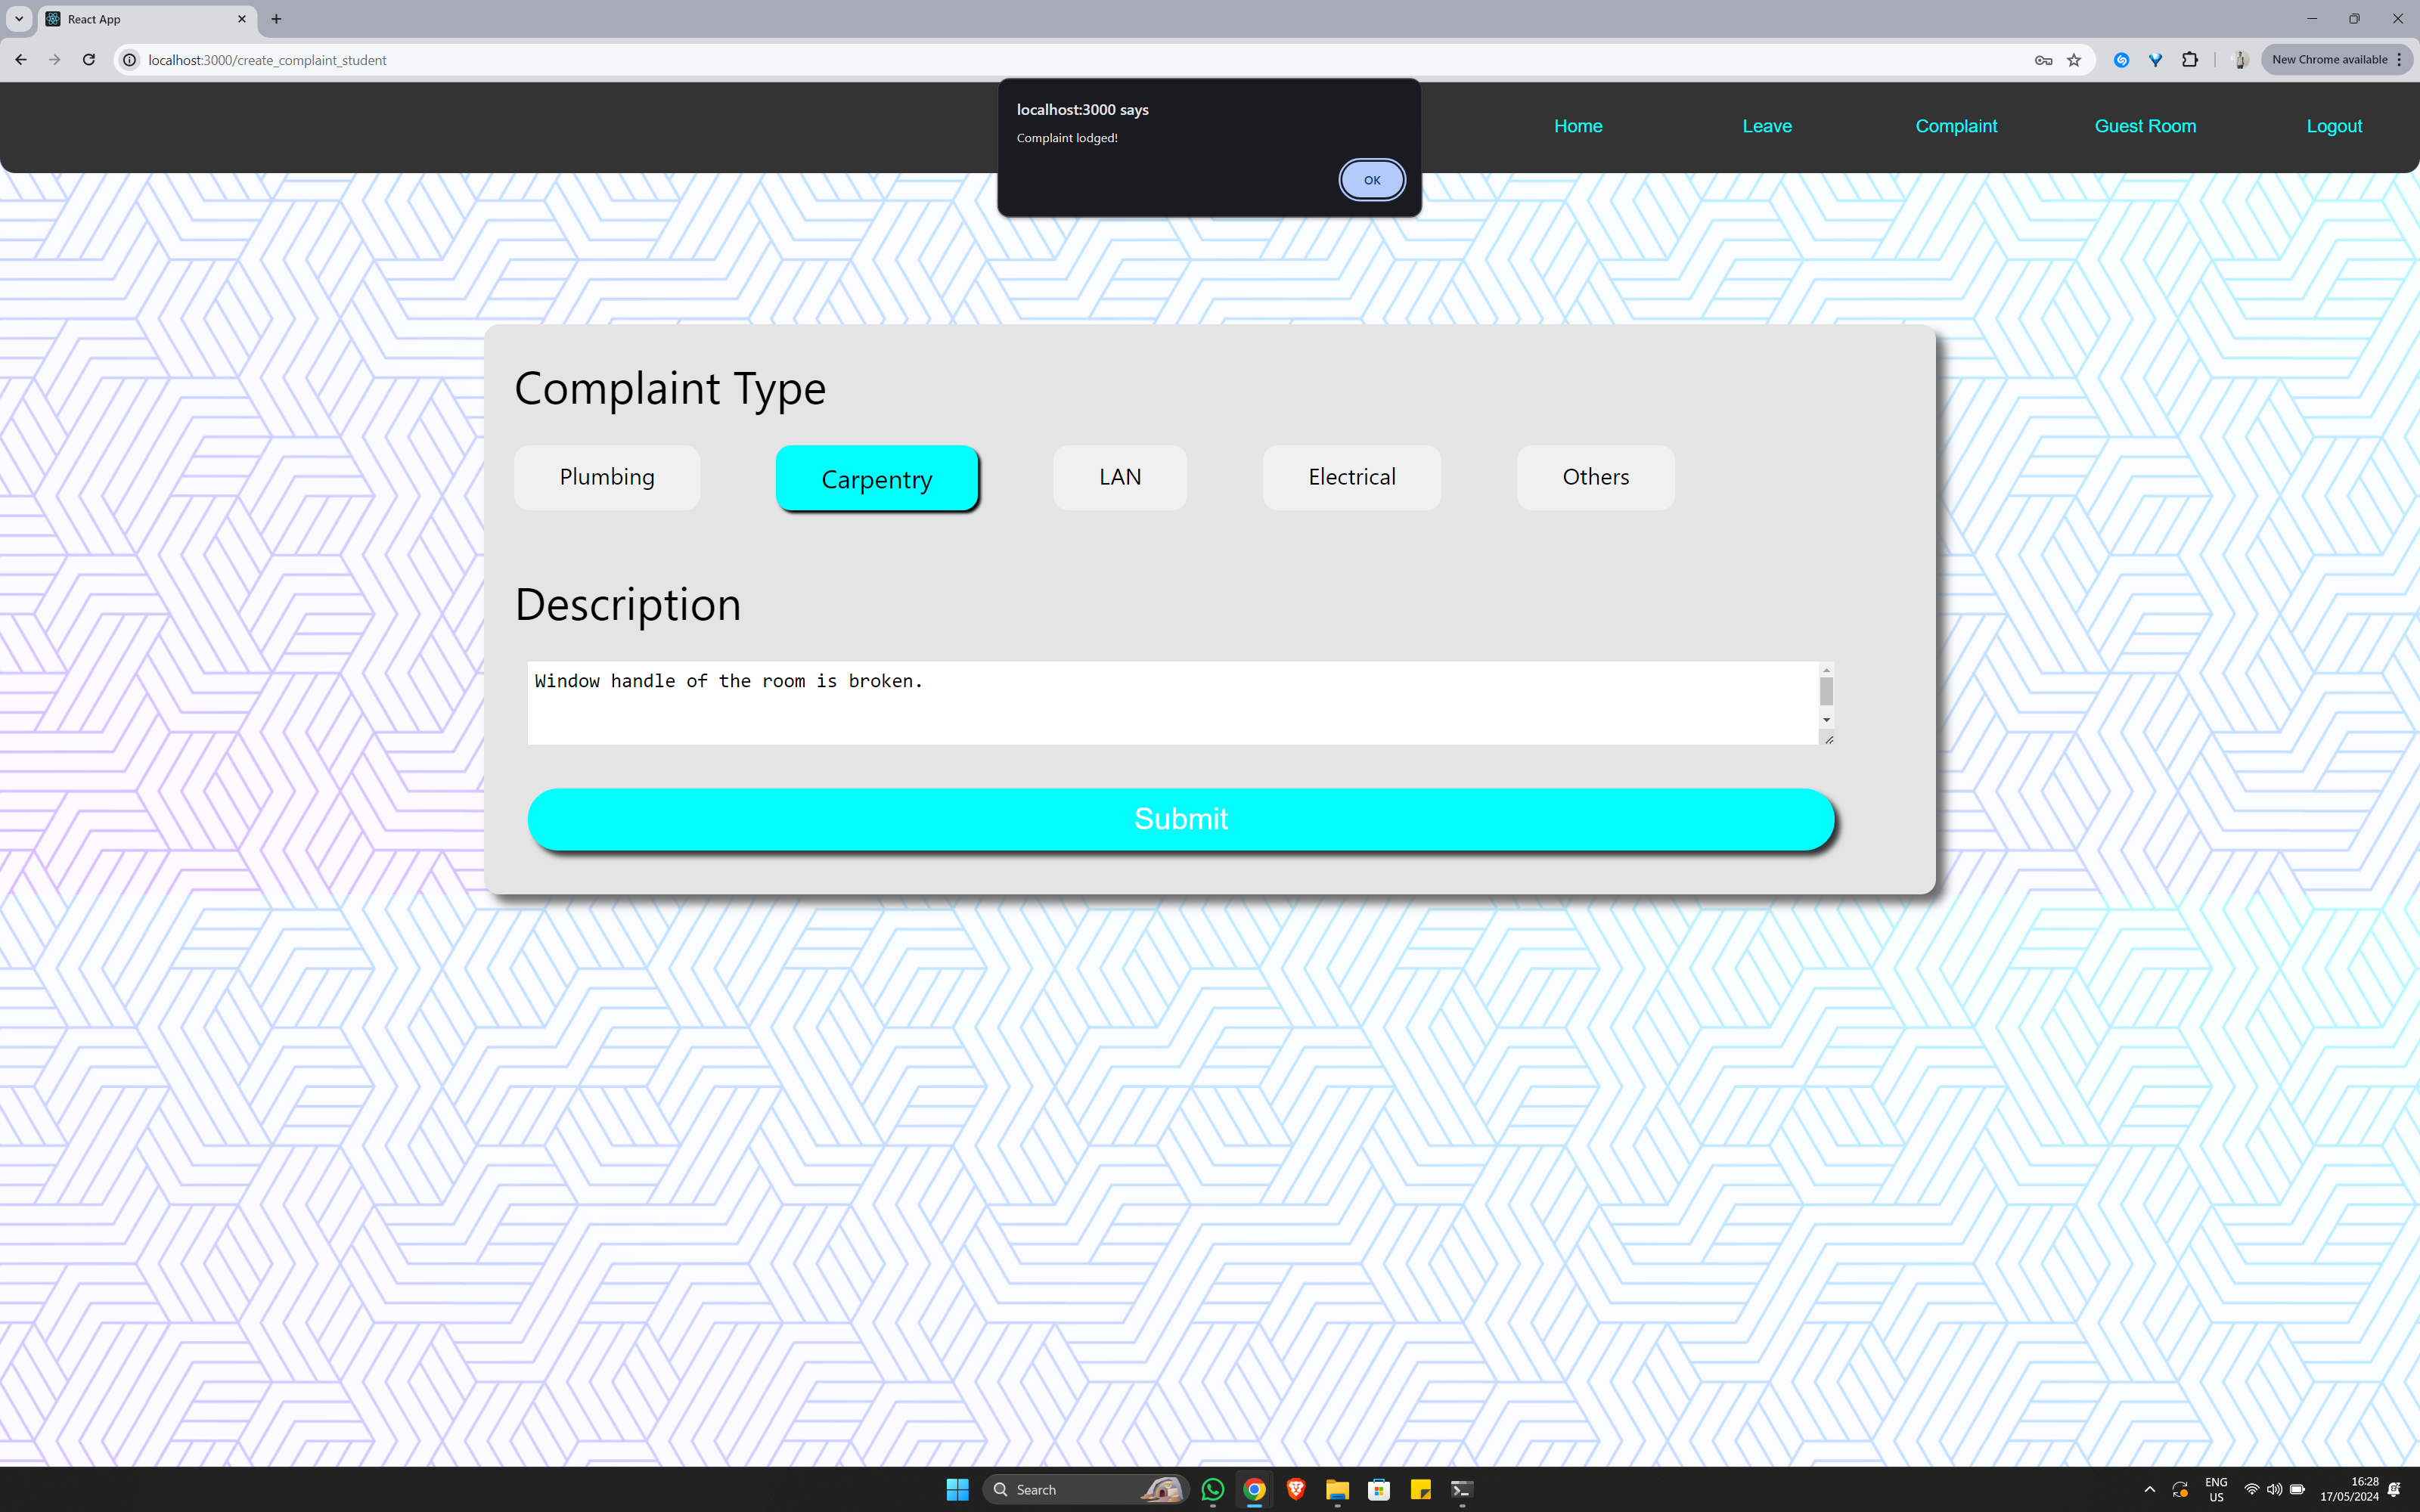 React App
localhost:3000/create_complaint_student
New Chrome available
localhost:3000 says
Complaint lodged!
OK
Home
Leave
Complaint
Guest Room
Logout
Complaint Type
Plumbing
Carpentry
LAN
Electrical
Others
Description
Window handle of the room is broken.
Submit
Search
ENG
US
16:28
17/05/2024